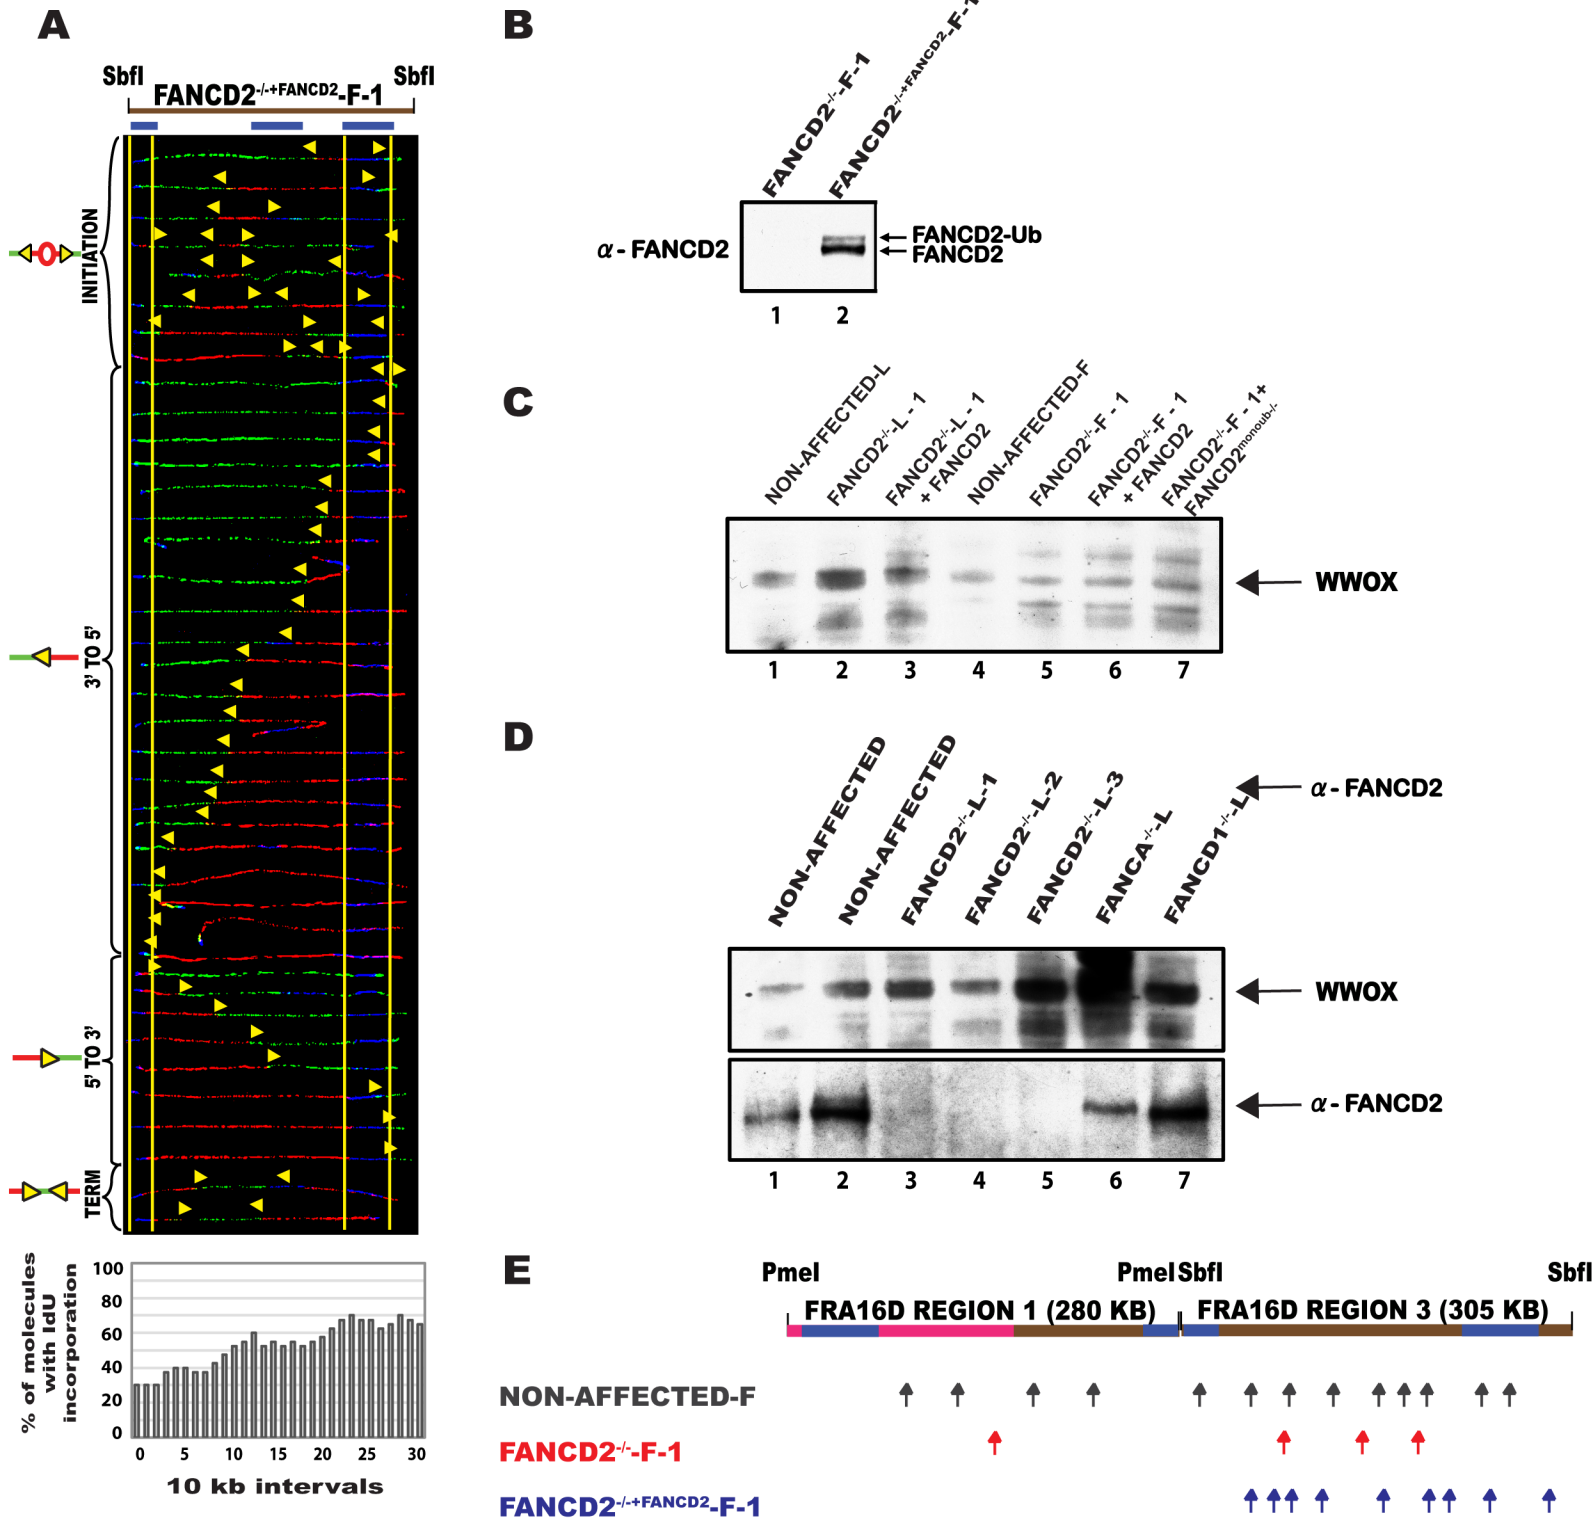 A
SbfI SbfI
FANCD2-/-+FANCD2-F-1
INITIATION
3' TO 5'
5' TO 3'
TERM
% of molecules
with IdU
incorporation
100
80
60
40
20
0
0 5 10 15 20 25 30
10 kb intervals
B
FANCD2-/--F-1
FANCD2-/-+FANCD2-F-1
α - FANCD2
FANCD2-Ub
FANCD2
1 2
C
NON-AFFECTED-L
FANCD2-/--L - 1
FANCD2-/--L - 1
+ FANCD2
NON-AFFECTED-F
FANCD2-/--F - 1
FANCD2-/--F - 1
+ FANCD2
FANCD2-/--F - 1+
FANCD2monoub-/-
WWOX
1 2 3 4 5 6 7
D
NON-AFFECTED
NON-AFFECTED
FANCD2-/--L-1
FANCD2-/--L-2
FANCD2-/--L-3
FANCA-/--L
FANCD1-/--L
α - FANCD2
WWOX
α - FANCD2
1 2 3 4 5 6 7
E
PmeI PmeI SbfI SbfI
FRA16D REGION 1 (280 KB) FRA16D REGION 3 (305 KB)
NON-AFFECTED-F
FANCD2-/--F-1
FANCD2-/-+FANCD2-F-1